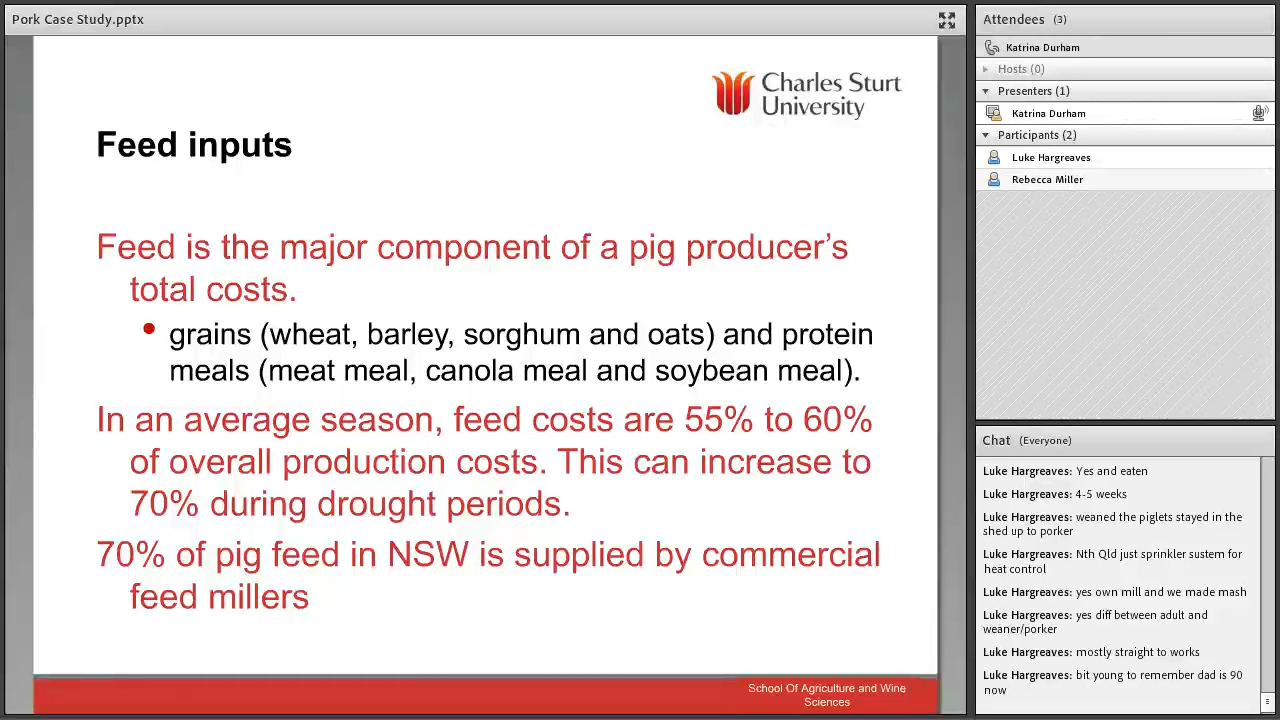 Pork Case Study.pptx
Charles Sturt
University
Feed inputs
Feed is the major component of a pig producer’s
total costs.
• grains (wheat, barley, sorghum and oats) and protein
meals (meat meal, canola meal and soybean meal).
In an average season, feed costs are 55% to 60%
of overall production costs. This can increase to
70% during drought periods.
70% of pig feed in NSW is supplied by commercial
feed millers
School Of Agriculture and Wine
Sciences
Attendees (3)
Katrina Durham
Hosts (0)
Presenters (1)
Katrina Durham
Participants (2)
Luke Hargreaves
Rebecca Miller
Chat (Everyone)
Luke Hargreaves: Yes and eaten
Luke Hargreaves: 4-5 weeks
Luke Hargreaves: weaned the piglets stayed in the
shed up to porker
Luke Hargreaves: Nth Qld just sprinkler sustem for
heat control
Luke Hargreaves: yes own mill and we made mash
Luke Hargreaves: yes diff between adult and
weaner/porker
Luke Hargreaves: mostly straight to works
Luke Hargreaves: bit young to remember dad is 90
now